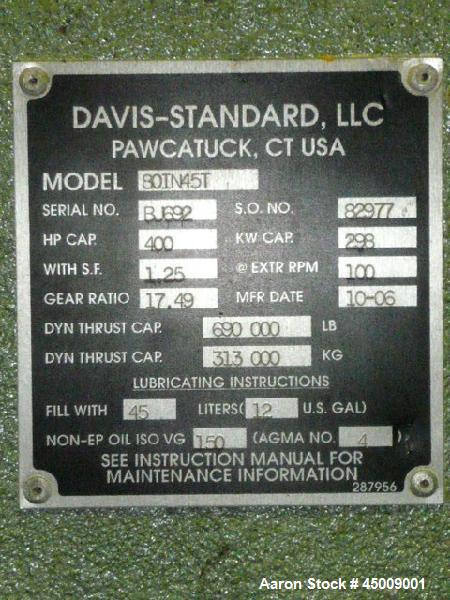 DAVIS-STANDARD, LLC
PAWCATUCK, CT USA
MODEL 80IN45T
SERIAL NO. BJ692 S.O. NO. 82977
HP CAP. 400 KW CAP. 298
WITH S.F. 1.25 @ EXTR RPM 100
GEAR RATIO 17.49 MFR DATE 10-06
DYN THRUST CAP. 690 000 LB
DYN THRUST CAP. 313 000 KG
LUBRICATING INSTRUCTIONS
FILL WITH 45 LITERS( 12 U.S. GAL)
NON-EP OIL ISO VG 150 (AGMA NO. 4 )
SEE INSTRUCTION MANUAL FOR
MAINTENANCE INFORMATION
287956
Aaron Stock # 45009001